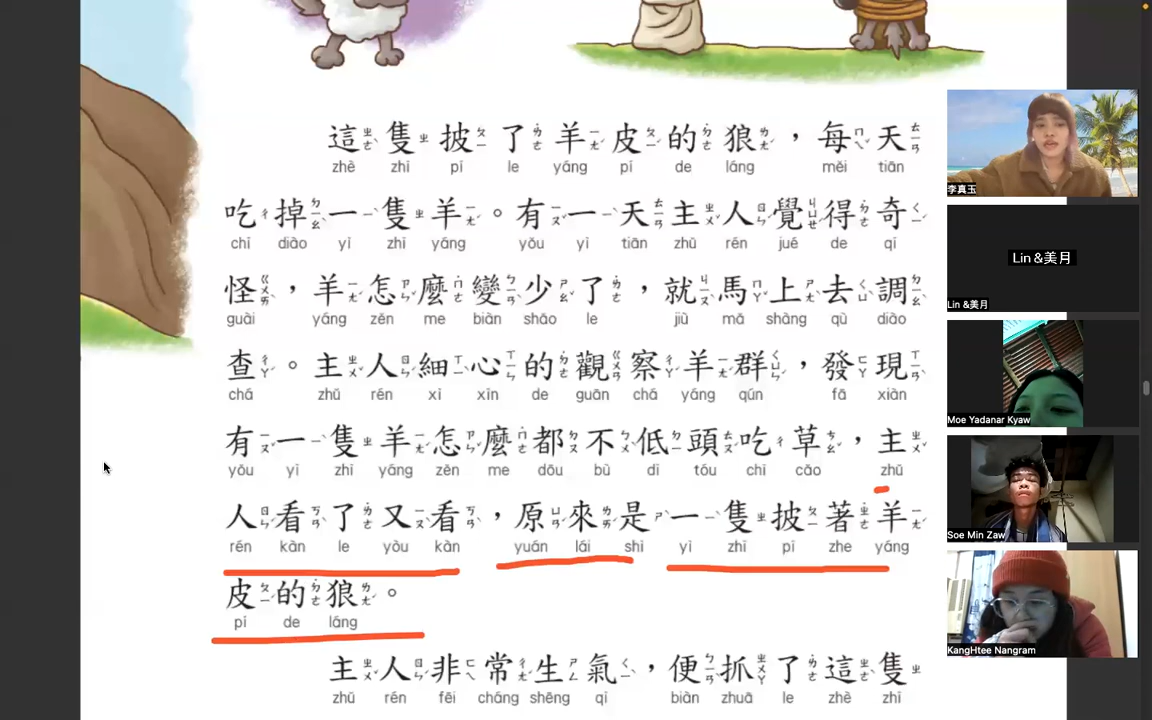 這隻披了羊皮的狼，每天
zhè zhī pī le yáng pí de láng měi tiān
吃掉一隻羊。有一天主人覺得奇
chī diào yì zhī yáng yǒu yì tiān zhǔ rén jué de qí
怪，羊怎麼變少了，就馬上去調
guài yáng zěn me biàn shǎo le jiù mǎ shàng qù diào
查。主人細心的觀察羊群，發現
chá zhǔ rén xì xīn de guān chá yáng qún fā xiàn
有一隻羊怎麼都不低頭吃草，主
yǒu yì zhī yáng zěn me dōu bù dī tóu chī cǎo zhǔ
人看了又看，原來是一隻披著羊
rén kàn le yòu kàn yuán lái shì yì zhī pī zhe yáng
皮的狼。
pí de láng
主人非常生氣，便抓了這隻
zhǔ rén fēi cháng shēng qì biàn zhuā le zhè zhī
李真玉
Lin &美月
Lin &美月
Moe Yadanar Kyaw
Soe Min Zaw
KangHtee Nangram